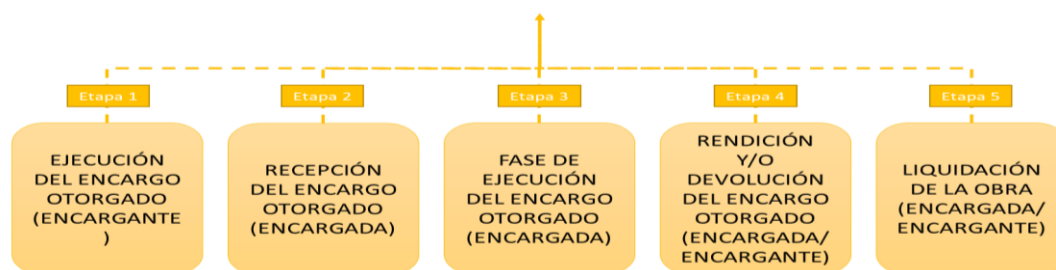 Etapa 1
EJECUCIÓN
DEL ENCARGO
OTORGADO
(ENCARGANTE
)
Etapa 2
RECEPCIÓN
DEL ENCARGO
OTORGADO
(ENCARGADA)
Etapa 3
FASE DE
EJECUCIÓN
DEL ENCARGO
OTORGADO
(ENCARGADA)
Etapa 4
RENDICIÓN
Y/O
DEVOLUCIÓN
DEL ENCARGO
OTORGADO
(ENCARGADA/
ENCARGANTE)
Etapa 5
LIQUIDACIÓN
DE LA OBRA
(ENCARGADA/
ENCARGANTE)